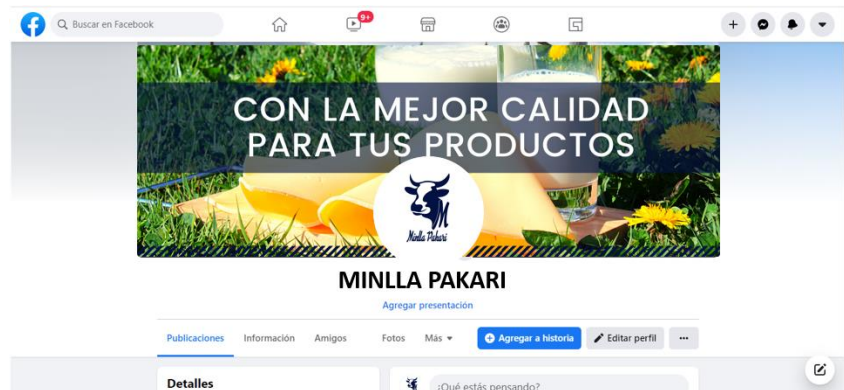 Buscar en Facebook
9+
CON LA MEJOR CALIDAD
PARA TUS PRODUCTOS
M
Minlla Pakari
MINLLA PAKARI
Agregar presentación
Publicaciones Información Amigos Fotos Más Agregar a historia Editar perfil
Detalles
¿Qué estás pensando?